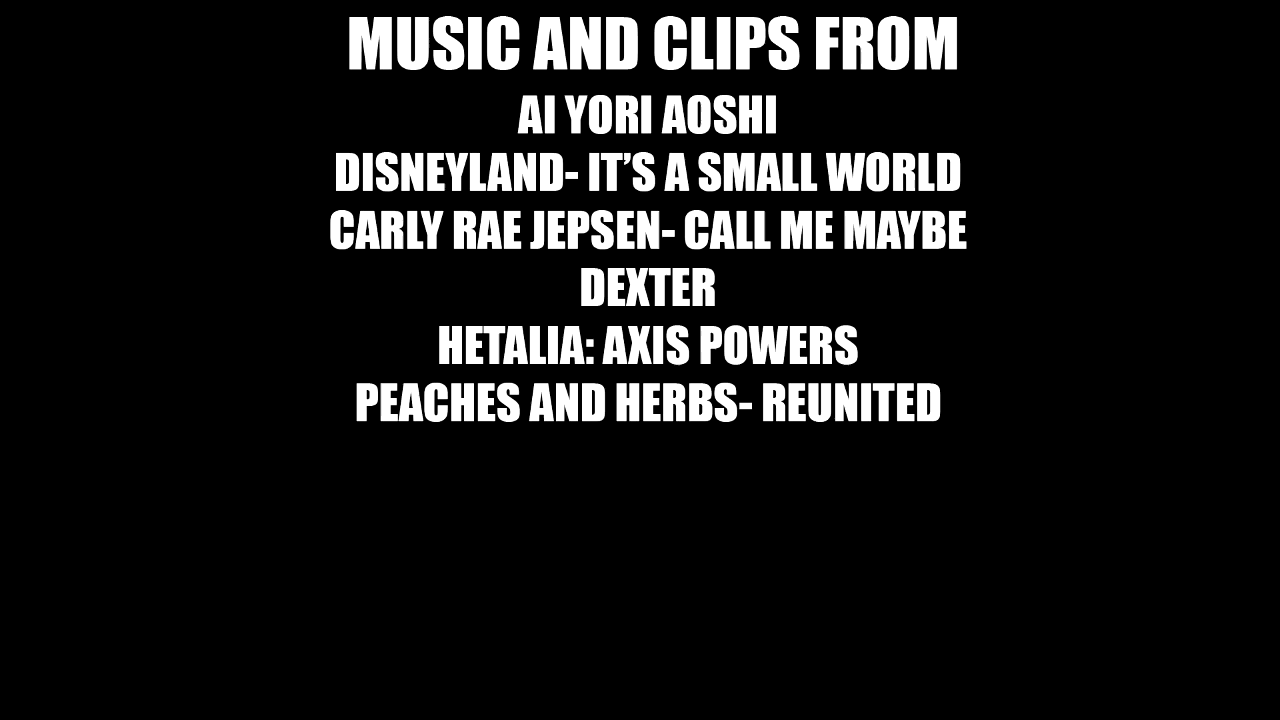 MUSIC AND CLIPS FROM
AI YORI AOSHI
DISNEYLAND- IT’S A SMALL WORLD
CARLY RAE JEPSEN- CALL ME MAYBE
DEXTER
HETALIA: AXIS POWERS
PEACHES AND HERBS- REUNITED